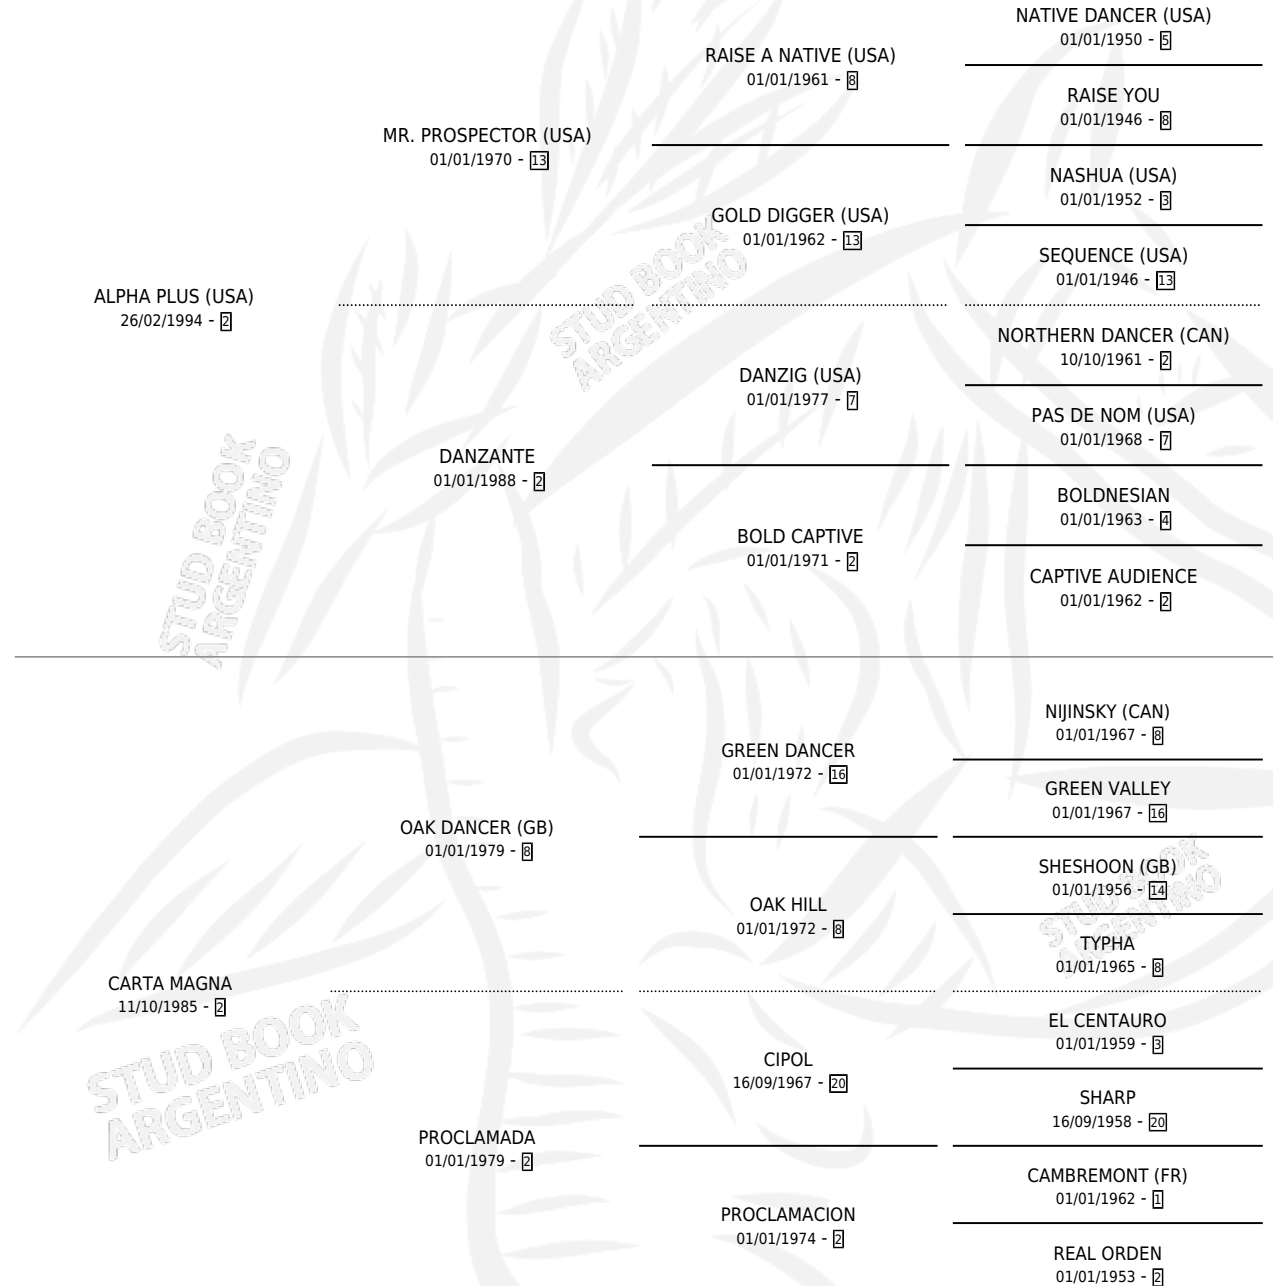 NATIVE DANCER (USA)
01/01/1950 - 5
RAISE A NATIVE (USA)
01/01/1961 - 8
RAISE YOU
01/01/1946 - 8
MR. PROSPECTOR (USA)
01/01/1970 - 13
NASHUA (USA)
01/01/1952 - 3
GOLD DIGGER (USA)
01/01/1962 - 13
SEQUENCE (USA)
01/01/1946 - 13
ALPHA PLUS (USA)
26/02/1994 - 2
STUD BOOK
ARGENTINO
NORTHERN DANCER (CAN)
10/10/1961 - 2
DANZIG (USA)
01/01/1977 - 7
PAS DE NOM (USA)
01/01/1968 - 7
DANZANTE
01/01/1988 - 2
STUD BOOK
ARGENTINO
BOLDNESIAN
01/01/1963 - 4
BOLD CAPTIVE
01/01/1971 - 2
CAPTIVE AUDIENCE
01/01/1962 - 2
NIJINSKY (CAN)
01/01/1967 - 8
GREEN DANCER
01/01/1972 - 16
GREEN VALLEY
01/01/1967 - 16
OAK DANCER (GB)
01/01/1979 - 8
SHESHOON (GB)
01/01/1956 - 14
STUD BOOK
ARGENTINO
OAK HILL
01/01/1972 - 8
TYPHA
01/01/1965 - 8
CARTA MAGNA
11/10/1985 - 2
STUD BOOK
ARGENTINO
EL CENTAURO
01/01/1959 - 3
CIPOL
16/09/1967 - 20
SHARP
16/09/1958 - 20
PROCLAMADA
01/01/1979 - 2
CAMBREMONT (FR)
01/01/1962 - 1
PROCLAMACION
01/01/1974 - 2
REAL ORDEN
01/01/1953 - 2